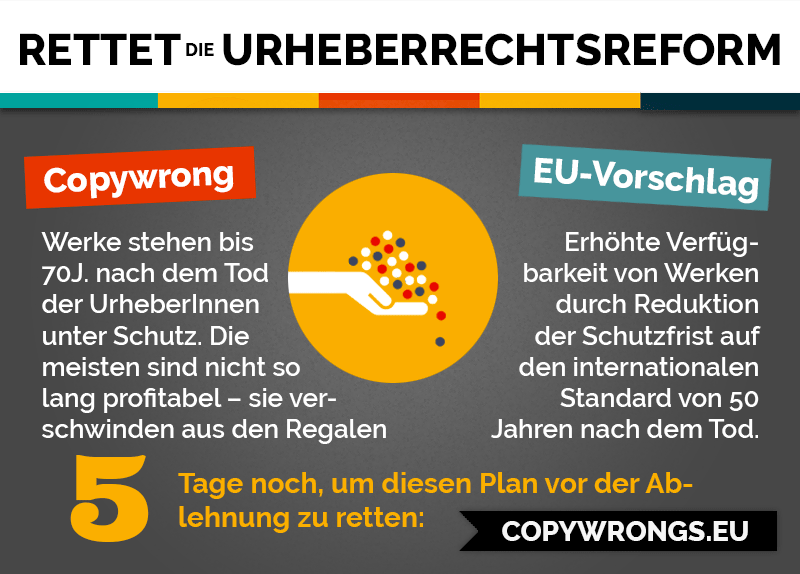 RETTET DIE URHEBERRECHTSREFORM
Copywrong
Werke stehen bis
70J. nach dem Tod
der UrheberInnen
unter Schutz. Die
meisten sind nicht so
lang profitabel – sie ver-
schwinden aus den Regalen
EU-Vorschlag
Erhöhte Verfüg-
barkeit von Werken
durch Reduktion
der Schutzfrist auf
den internationalen
Standard von 50
Jahren nach dem Tod.
5 Tage noch, um diesen Plan vor der Ab-
lehnung zu retten:
COPYWRONGS.EU